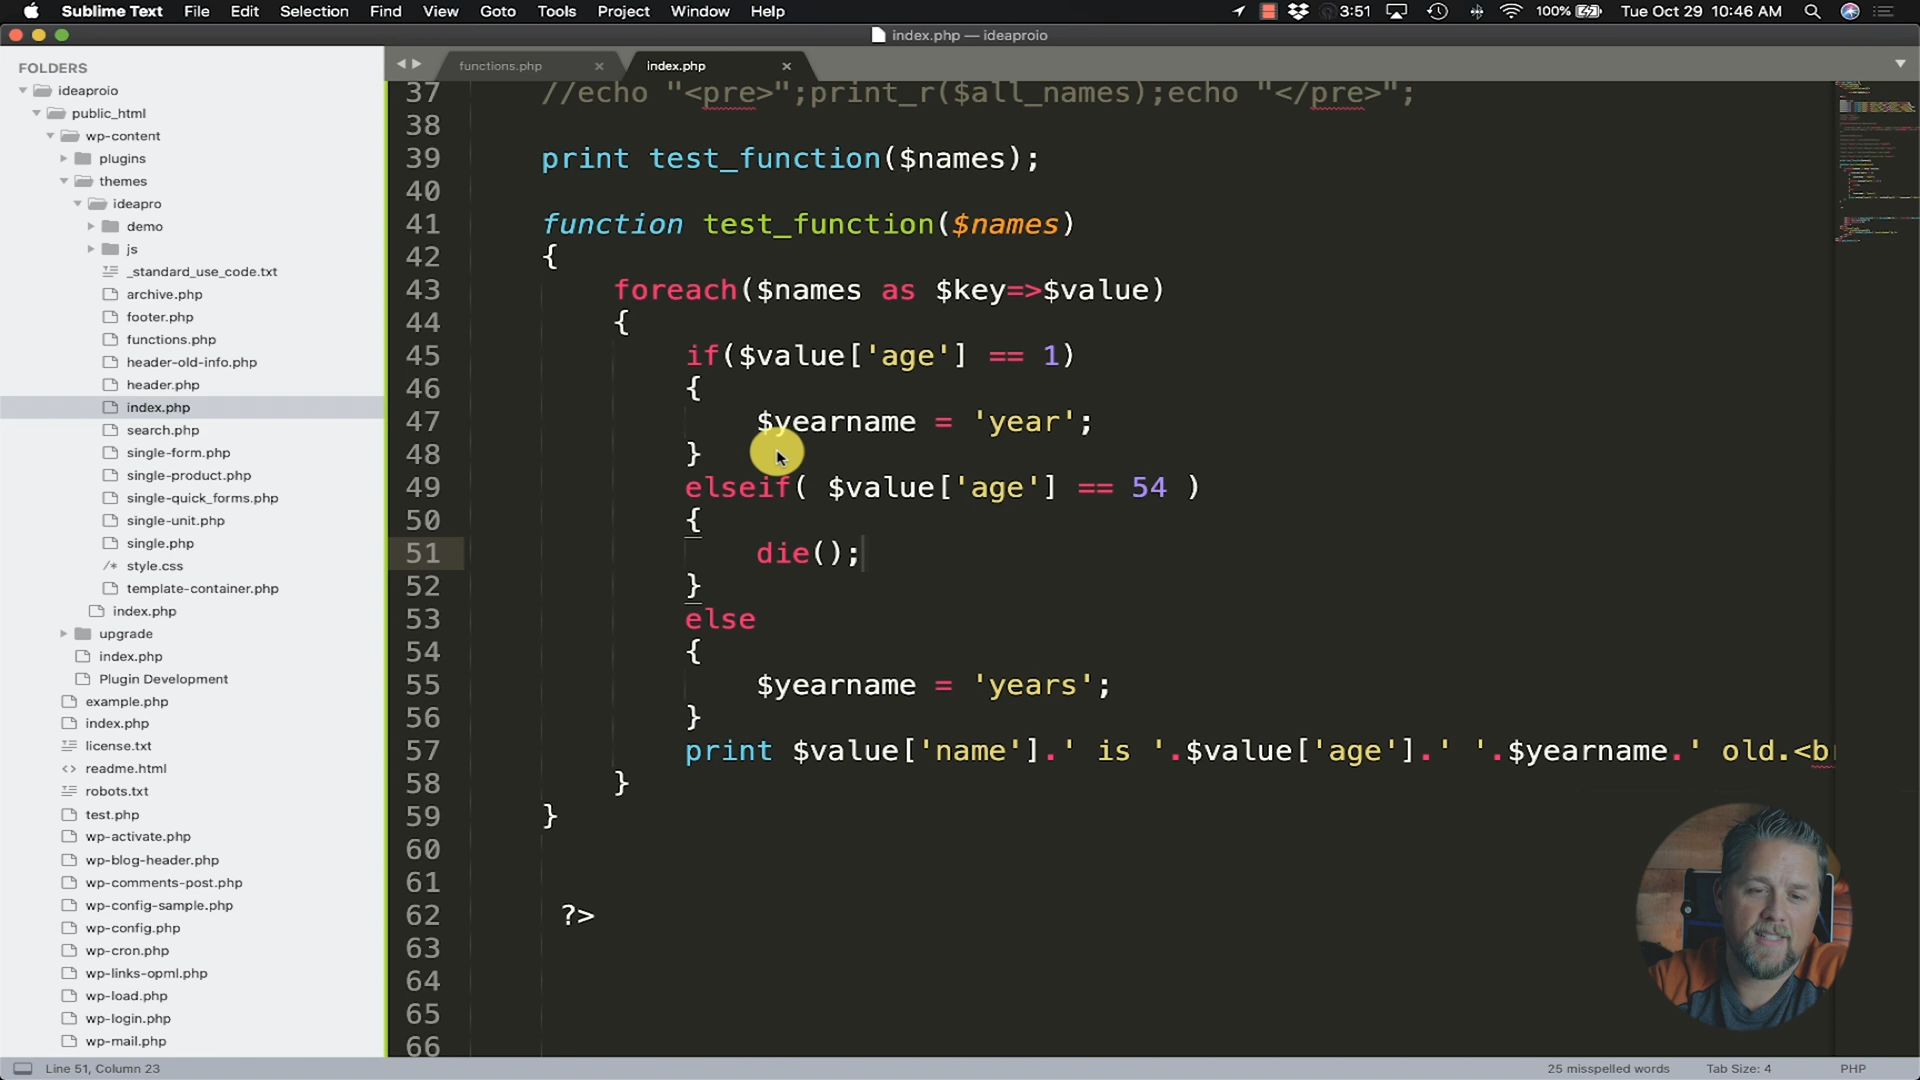 Sublime Text File Edit Selection Find View Goto Tools Project Window Help 3:51 100% Tue Oct 29 10:46 AM
index.php — ideaproio
FOLDERS
ideaproio
public_html
wp-content
plugins
themes
ideapro
demo
js
_standard_use_code.txt
archive.php
footer.php
functions.php
header-old-info.php
header.php
index.php
search.php
single-form.php
single-product.php
single-quick_forms.php
single-unit.php
single.php
/* style.css
template-container.php
index.php
upgrade
index.php
Plugin Development
example.php
index.php
license.txt
<> readme.html
robots.txt
test.php
wp-activate.php
wp-blog-header.php
wp-comments-post.php
wp-config-sample.php
wp-config.php
wp-cron.php
wp-links-opml.php
wp-load.php
wp-login.php
wp-mail.php
functions.php × index.php ×
37 //echo "<pre>";print_r($all_names);echo "</pre>";
38
39 print test_function($names);
40
41 function test_function($names)
42 {
43 foreach($names as $key=>$value)
44 {
45 if($value['age'] == 1)
46 {
47 $yearname = 'year';
48 }
49 elseif( $value['age'] == 54 )
50 {
51 die();
52 }
53 else
54 {
55 $yearname = 'years';
56 }
57 print $value['name'].' is '.$value['age'].' '.$yearname.' old.<b
58 }
59 }
60
61
62 ?>
63
64
65
66
Line 51, Column 23 25 misspelled words Tab Size: 4 PHP